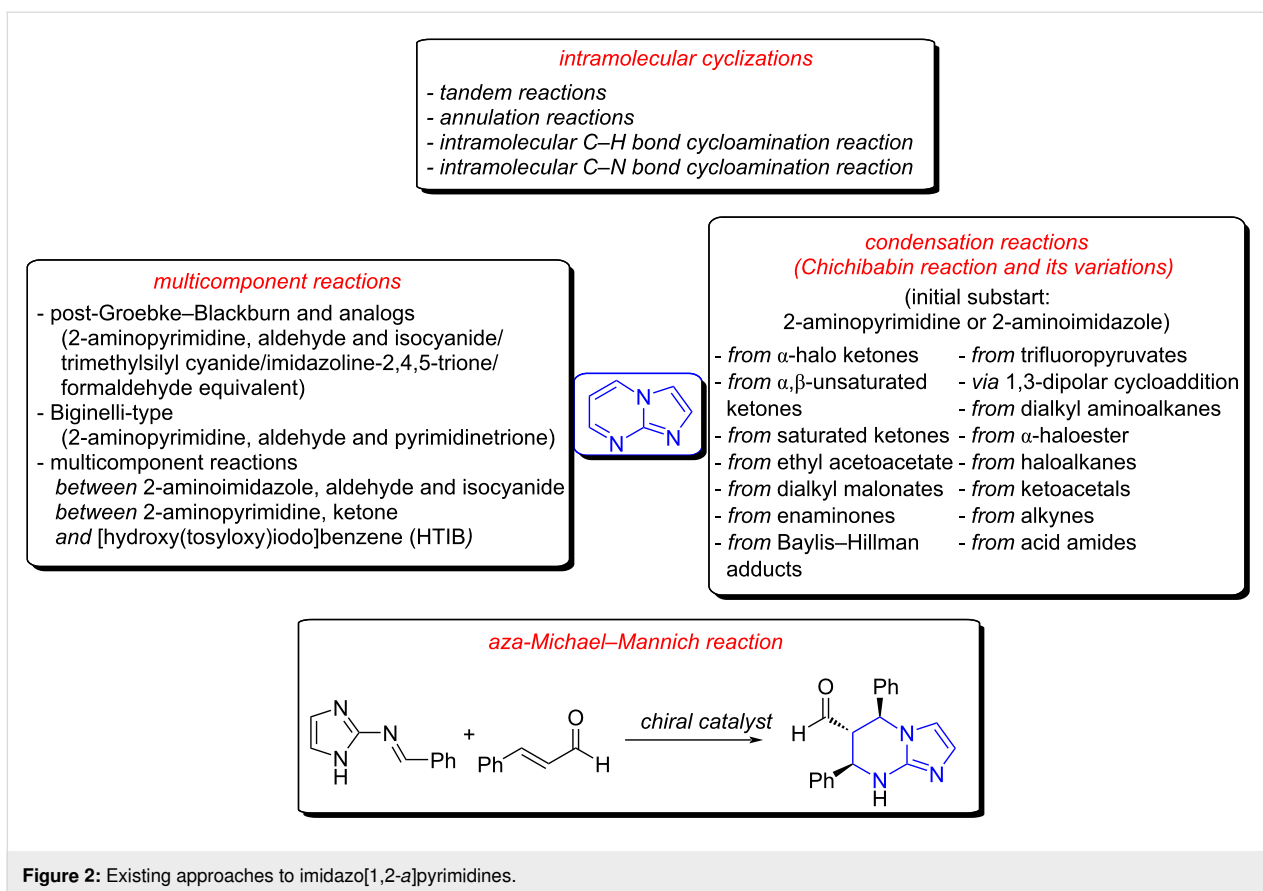 intramolecular cyclizations
- tandem reactions
- annulation reactions
- intramolecular C–H bond cycloamination reaction
- intramolecular C–N bond cycloamination reaction
multicomponent reactions
- post-Groebke–Blackburn and analogs
(2-aminopyrimidine, aldehyde and isocyanide/
trimethylsilyl cyanide/imidazoline-2,4,5-trione/
formaldehyde equivalent)
- Biginelli-type
(2-aminopyrimidine, aldehyde and pyrimidinetrione)
- multicomponent reactions
between 2-aminoimidazole, aldehyde and isocyanide
between 2-aminopyrimidine, ketone
and [hydroxy(tosyloxy)iodo]benzene (HTIB)
N
N
N
condensation reactions
(Chichibabin reaction and its variations)
(initial substart:
2-aminopyrimidine or 2-aminoimidazole)
- from α-halo ketones
- from α,β-unsaturated
ketones
- from saturated ketones
- from ethyl acetoacetate
- from dialkyl malonates
- from enaminones
- from Baylis–Hillman
adducts
- from trifluoropyruvates
- via 1,3-dipolar cycloaddition
- from dialkyl aminoalkanes
- from α-haloester
- from haloalkanes
- from ketoacetals
- from alkynes
- from acid amides
aza-Michael–Mannich reaction
N
N
N
H
Ph
+
Ph
O
H
chiral catalyst
O
H
Ph
N
N
Ph
N
H
Figure 2: Existing approaches to imidazo[1,2-a]pyrimidines.